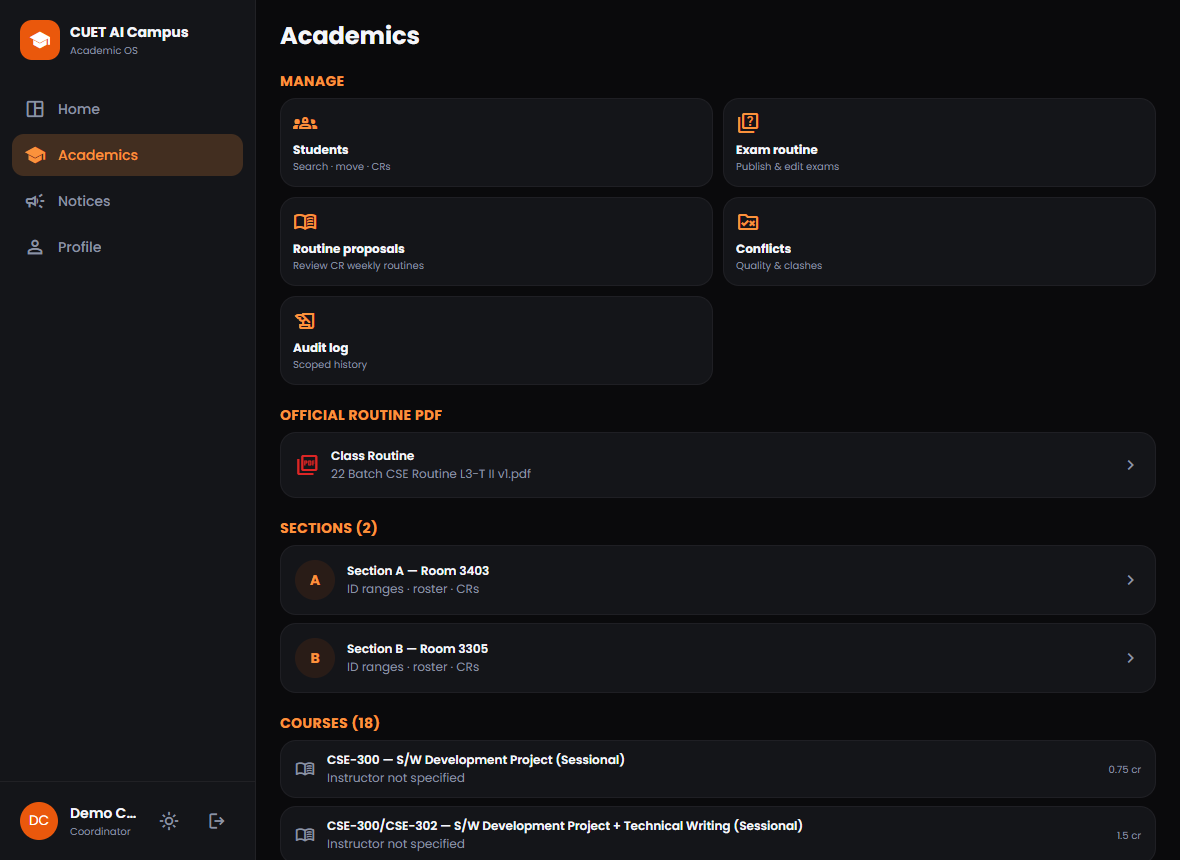 CUET AI Campus
Academic OS
Home
Academics
Notices
Profile
Demo C...
DC
Coordinator
Academics
MANAGE
Students
Search · move · CRs
Exam routine
Publish & edit exams
Routine proposals
Review CR weekly routines
Conflicts
Quality & clashes
Audit log
Scoped history
OFFICIAL ROUTINE PDF
PDF
Class Routine
22 Batch CSE Routine L3-T II v1.pdf
SECTIONS (2)
A
Section A — Room 3403
ID ranges · roster · CRs
B
Section B — Room 3305
ID ranges · roster · CRs
COURSES (18)
CSE-300 — S/W Development Project (Sessional)
Instructor not specified
0.75 cr
CSE-300/CSE-302 — S/W Development Project + Technical Writing (Sessional)
Instructor not specified
1.5 cr